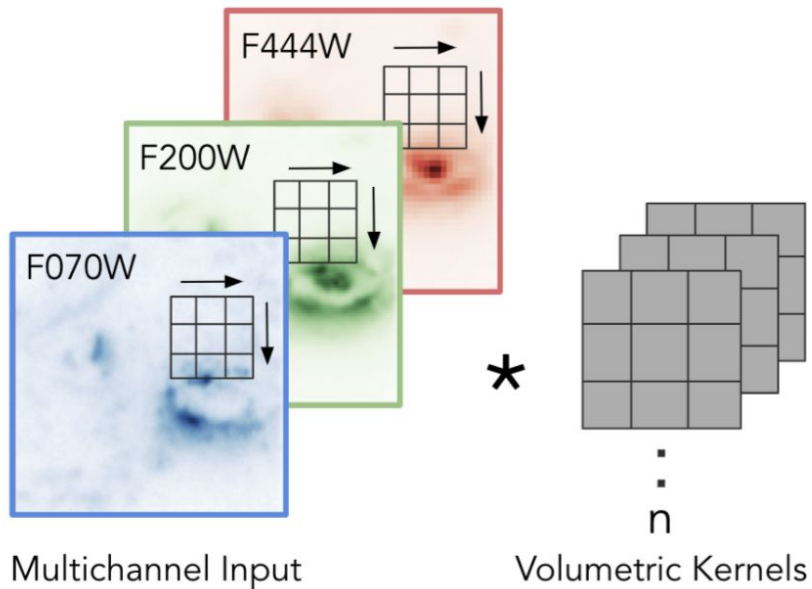 F444W
F200W
F070W
*
:
n
Multichannel Input
Volumetric Kernels